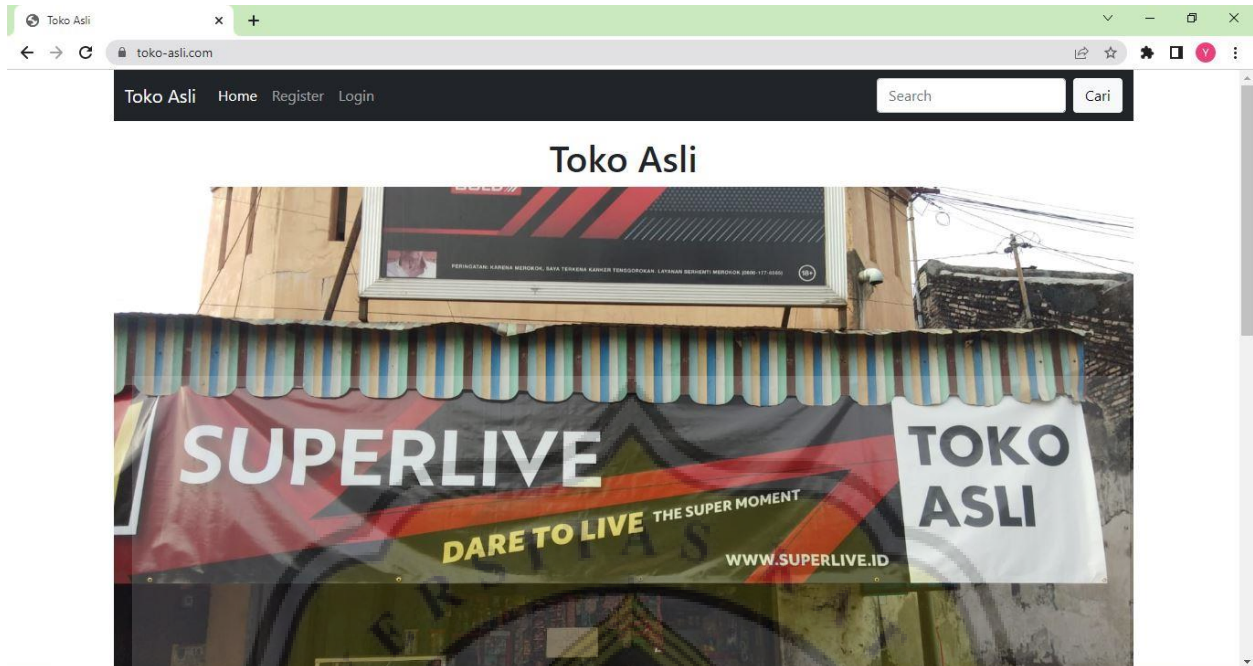 Toko Asli
toko-asli.com
Y
Toko Asli Home Register Login Search Cari
Toko Asli
GOLD
PERINGATAN: KARENA MEROKOK, SAYA TERKENA KANKER TENGGOROKAN. LAYANAN BERHENTI MEROKOK (0800-177-6565)
18+
SUPERLIVE
DARE TO LIVE THE SUPER MOMENT
WWW.SUPERLIVE.ID
TOKO
ASLI
ERSITAS